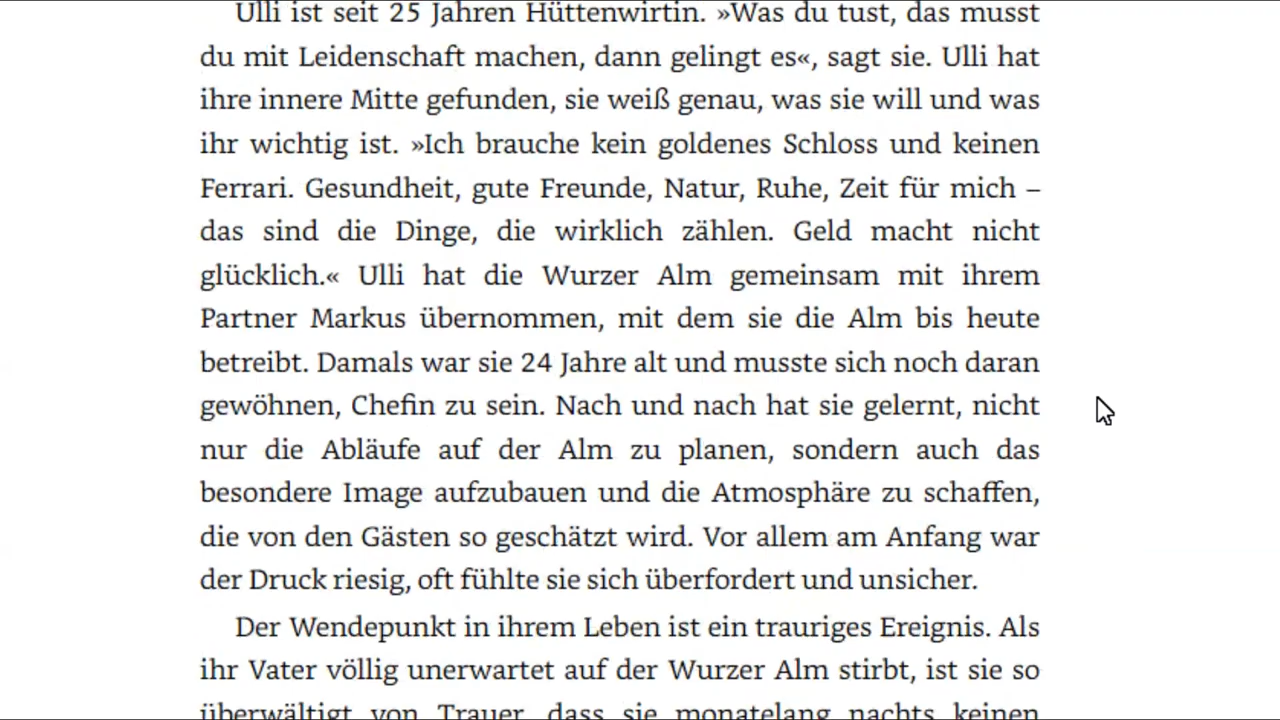 Ulli ist seit 25 Jahren Hüttenwirtin. »Was du tust, das musst
du mit Leidenschaft machen, dann gelingt es«, sagt sie. Ulli hat
ihre innere Mitte gefunden, sie weiß genau, was sie will und was
ihr wichtig ist. »Ich brauche kein goldenes Schloss und keinen
Ferrari. Gesundheit, gute Freunde, Natur, Ruhe, Zeit für mich –
das sind die Dinge, die wirklich zählen. Geld macht nicht
glücklich.« Ulli hat die Wurzer Alm gemeinsam mit ihrem
Partner Markus übernommen, mit dem sie die Alm bis heute
betreibt. Damals war sie 24 Jahre alt und musste sich noch daran
gewöhnen, Chefin zu sein. Nach und nach hat sie gelernt, nicht
nur die Abläufe auf der Alm zu planen, sondern auch das
besondere Image aufzubauen und die Atmosphäre zu schaffen,
die von den Gästen so geschätzt wird. Vor allem am Anfang war
der Druck riesig, oft fühlte sie sich überfordert und unsicher.
Der Wendepunkt in ihrem Leben ist ein trauriges Ereignis. Als
ihr Vater völlig unerwartet auf der Wurzer Alm stirbt, ist sie so
überwältigt von Trauer, dass sie monatelang nachts keinen